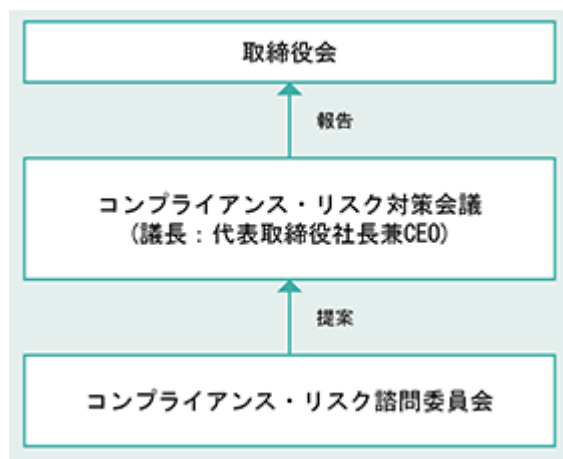 取締役会
報告
コンプライアンス・リスク対策会議
(議長：代表取締役社長兼CEO)
提案
コンプライアンス・リスク諮問委員会